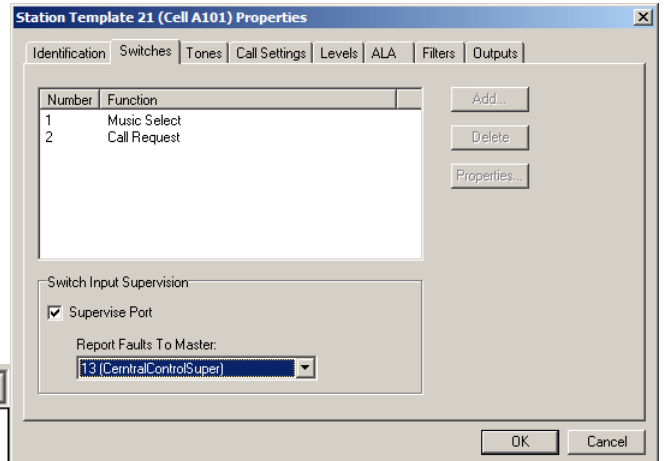 Station Template 21 (Cell A101) Properties
Identification Switches Tones Call Settings Levels ALA Filters Outputs
Number Function
1 Music Select
2 Call Request
Add...
Delete
Properties...
Switch Input Supervision
Supervise Port
Report Faults To Master:
13 (CerntralControlSuper)
OK Cancel